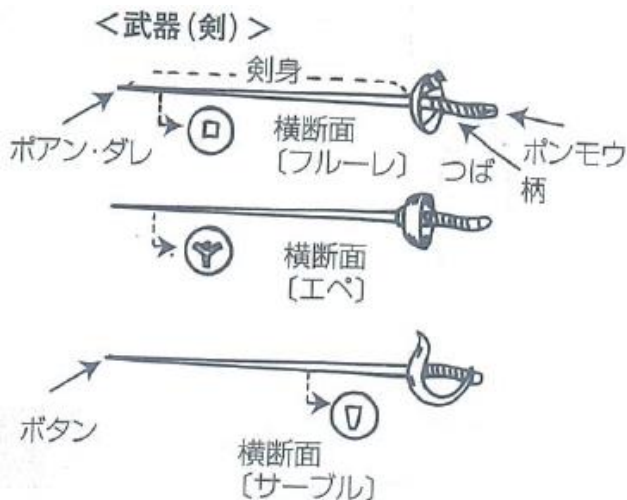 <武器(剣)>
剣身
ポアン・ダレ
横断面
〔フルーレ〕
つば
ポンモウ
柄
横断面
〔エペ〕
ボタン
横断面
〔サーブル〕